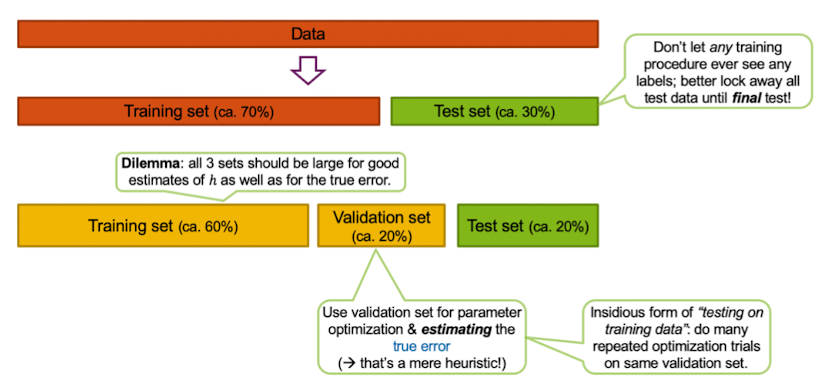 Data
Don't let any training
procedure ever see any
labels; better lock away all
test data until final test!
Training set (ca. 70%)
Test set (ca. 30%)
Dilemma: all 3 sets should be large for good
estimates of h as well as for the true error.
Training set (ca. 60%)
Validation set
(ca. 20%)
Test set (ca. 20%)
Use validation set for parameter
optimization & estimating the
true error
(→ that's a mere heuristic!)
Insidious form of "testing on
training data": do many
repeated optimization trials
on same validation set.